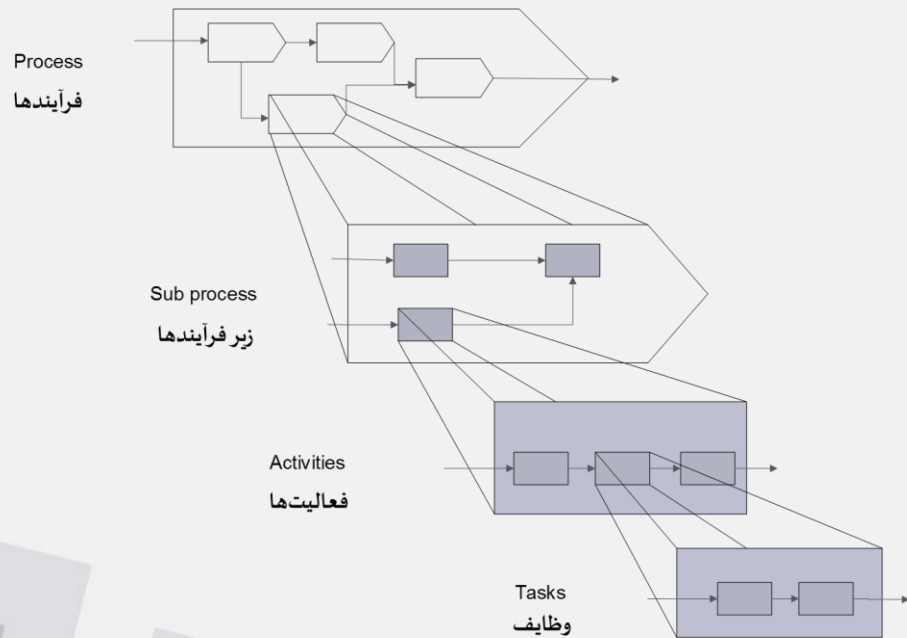 Process
فرآیندها
Sub process
زیر فرآیندها
Activities
فعالیت‌ها
Tasks
وظایف